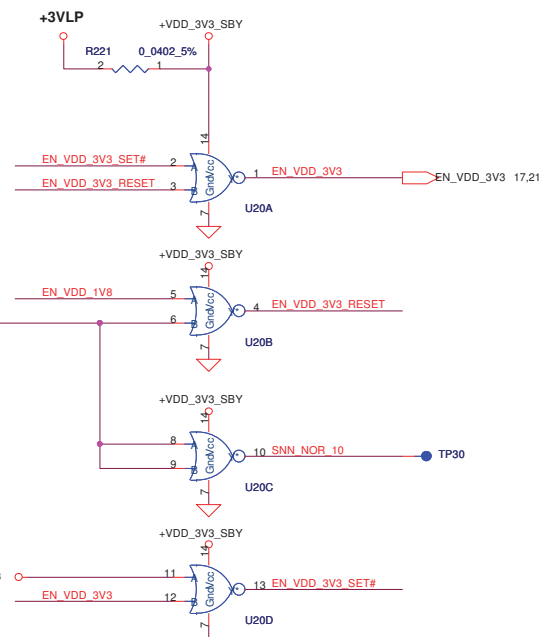 +3VLP
+VDD_3V3_SBY
R221 0_0402_5%
2 1
14
EN_VDD_3V3_SET# 2 A Vcc
Y 1 EN_VDD_3V3
EN_VDD_3V3 17,21
EN_VDD_3V3_RESET 3 B Gnd
7
U20A
+VDD_3V3_SBY
14
EN_VDD_1V8 5 A Vcc
Y 4 EN_VDD_3V3_RESET
6 B Gnd
7
U20B
+VDD_3V3_SBY
14
8 A Vcc
Y 10 SNN_NOR_10 TP30
9 B Gnd
7
U20C
+VDD_3V3_SBY
14
11 A Vcc
Y 13 EN_VDD_3V3_SET#
EN_VDD_3V3 12 B Gnd
7
U20D